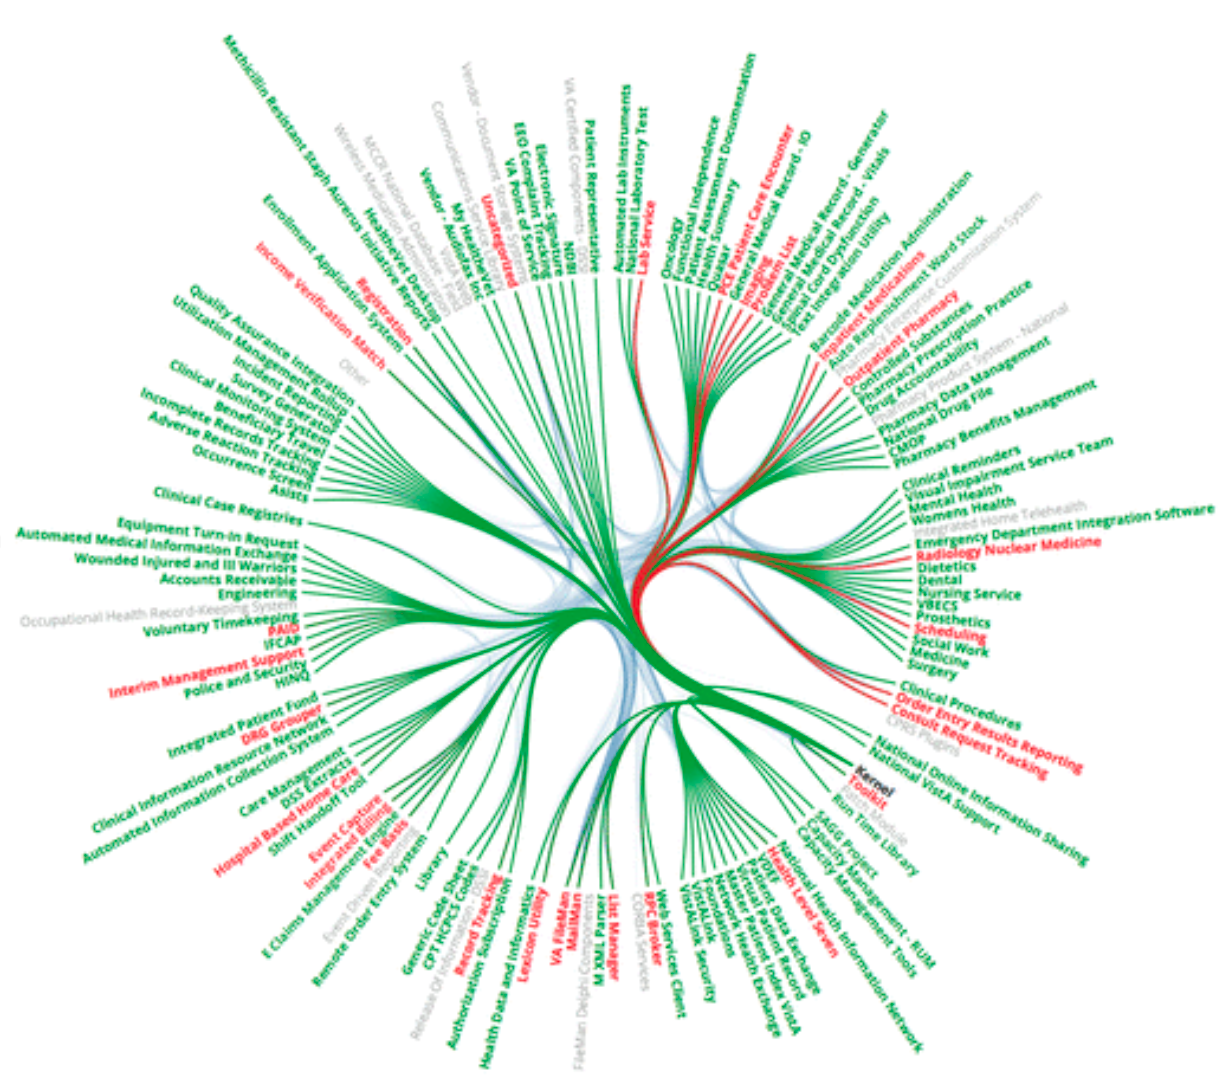 Automated Lab Instruments
National Laboratory Test
Lab Service
Oncology
Functional Independence
Patient Assessment Documentation
Health Summary
Quasar
PCE Patient Care Encounter
General Medical Record - IO
Imaging
Problem List
General Medical Record - Generator
General Medical Record - Vitals
Spinal Cord Dysfunction
Text Integration Utility
Barcode Medication Administration
Inpatient Medications
Auto Replenishment Ward Stock
Pharmacy Enterprise Customization System
Outpatient Pharmacy
Controlled Substances
Pharmacy Prescription Practice
Drug Accountability
Pharmacy Product System - National
Pharmacy Data Management
National Drug File
CMOP
Pharmacy Benefits Management
Clinical Reminders
Visual Impairment Service Team
Mental Health
Womens Health
Integrated Home Telehealth
Emergency Department Integration Software
Radiology Nuclear Medicine
Dietetics
Dental
Nursing Service
VBECS
Prosthetics
Scheduling
Social Work
Medicine
Surgery
Clinical Procedures
Order Entry Results Reporting
Consult Request Tracking
CPRS Plugins
National Online Information Sharing
National VistA Support
Kernel
Toolkit
Patch Module
Run Time Library
SAGG Project
Capacity Management - RUM
Capacity Management Tools
National Health Information Network
Health Level Seven
VDEF
Patient Data Exchange
Virtual Patient Record
Master Patient Index VistA
Network Health Exchange
Foundations
VistALink
VistALink Security
Web Services Client
RPC Broker
CORBA Services
List Manager
M XML Parser
FileMan Delphi Components
MailMan
VA FileMan
Lexicon Utility
Health Data and Informatics
Authorization Subscription
Release Of Information - DSSI
Record Tracking
CPT HCPCS Codes
Generic Code Sheet
Library
Remote Order Entry System
Event Driven Reporting
Fee Basis
E Claims Management Engine
Integrated Billing
Event Capture
Shift Handoff Tool
Hospital Based Home Care
DSS Extracts
Care Management
Automated Information Collection System
Clinical Information Resource Network
DRG Grouper
Integrated Patient Fund
HINQ
Police and Security
Interim Management Support
IFCAP
PAID
Voluntary Timekeeping
Occupational Health Record-Keeping System
Engineering
Accounts Receivable
Wounded Injured and Ill Warriors
Automated Medical Information Exchange
Equipment Turn-In Request
Clinical Case Registries
Asists
Occurrence Screen
Adverse Reaction Tracking
Incomplete Records Tracking
Beneficiary Travel
Clinical Monitoring System
Survey Generator
Incident Reporting
Utilization Management Rollup
Quality Assurance Integration
Other
Income Verification Match
Registration
Enrollment Application System
Methicillin Resistant Staph Aurerus Initiative Reports
HealtheVet Desktop
Wireless Medication Administration
MCCR National Database - Field
VistA Web
Vendor - Audiofax Inc
My HealtheVet
Communications Service Library
Uncategorized
Vendor - Document Storage Systems
VA Point of Service
EEO Complaint Tracking
Electronic Signature
NDBI
VA Certified Components - DSSI
Patient Representative